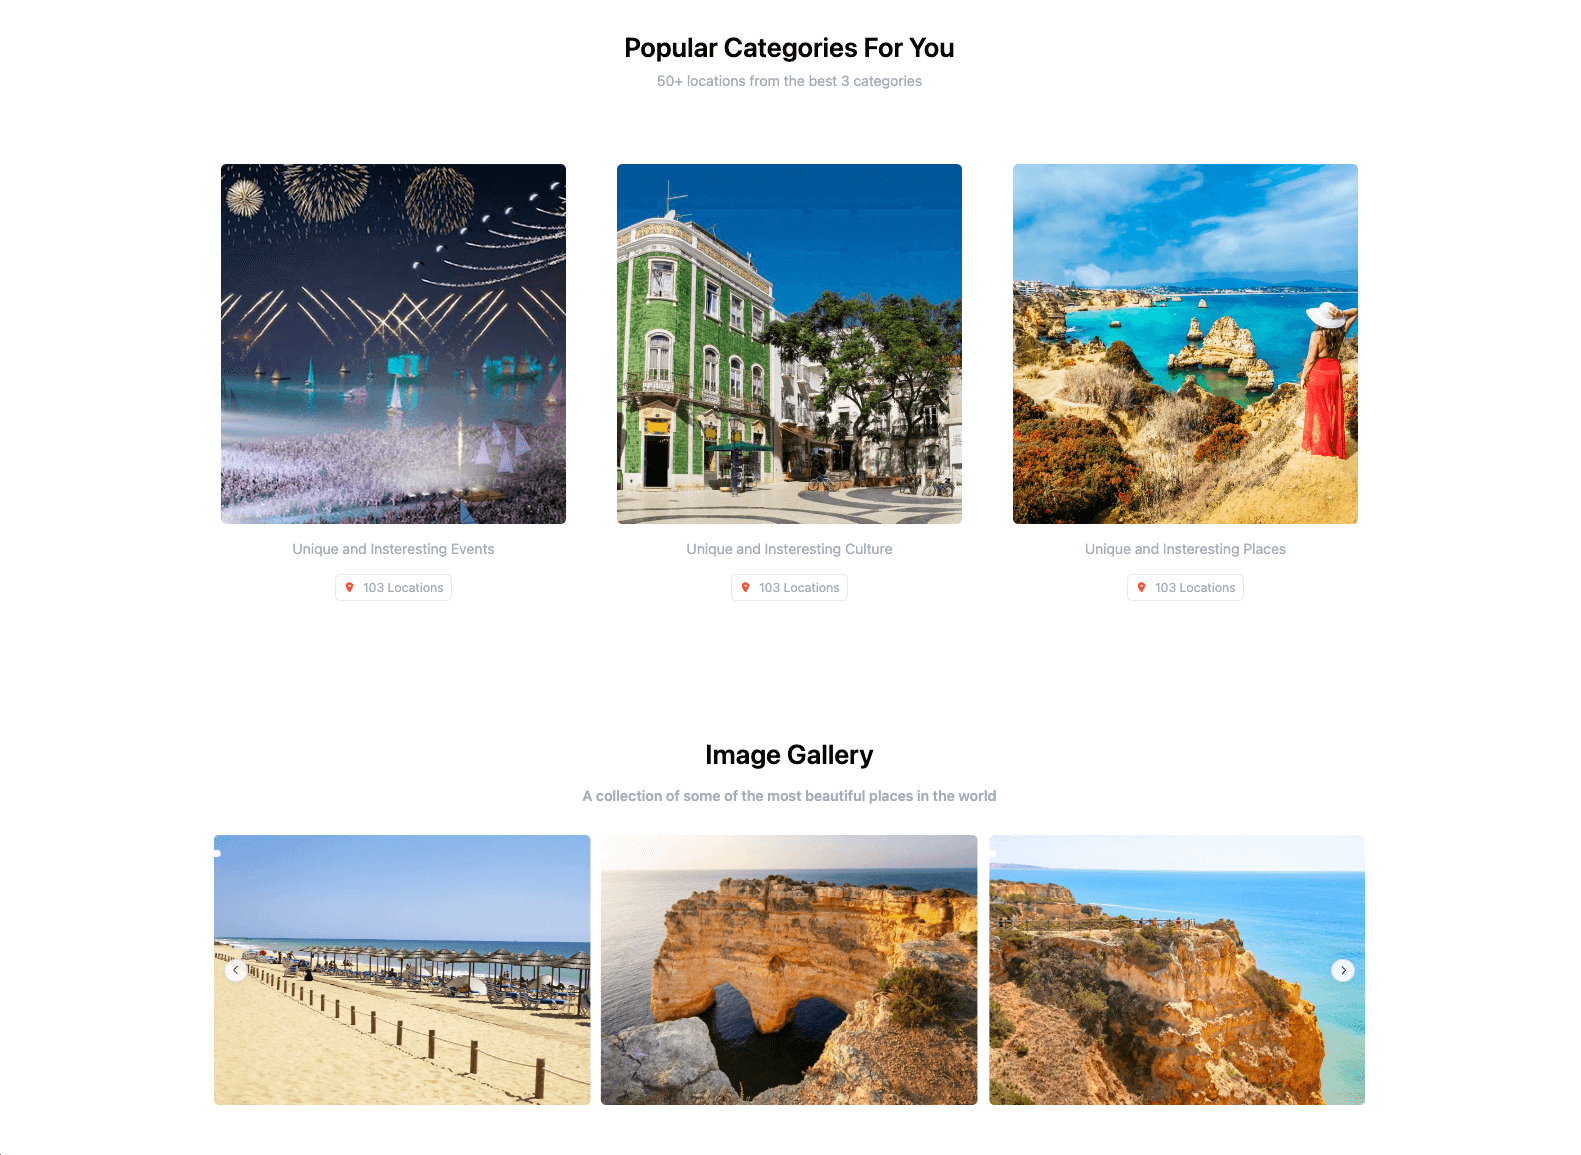 Popular Categories For You
50+ locations from the best 3 categories
Unique and Insteresting Events
103 Locations
Unique and Insteresting Culture
103 Locations
Unique and Insteresting Places
103 Locations
Image Gallery
A collection of some of the most beautiful places in the world